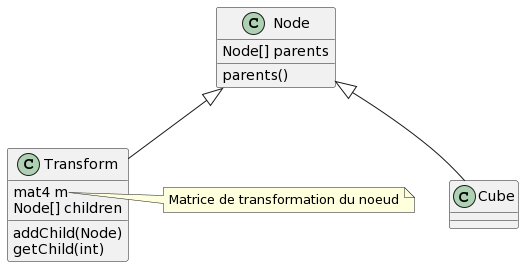 C Node
Node[] parents
parents()
C Transform
mat4 m
Node[] children
addChild(Node)
getChild(int)
Matrice de transformation du noeud
C Cube